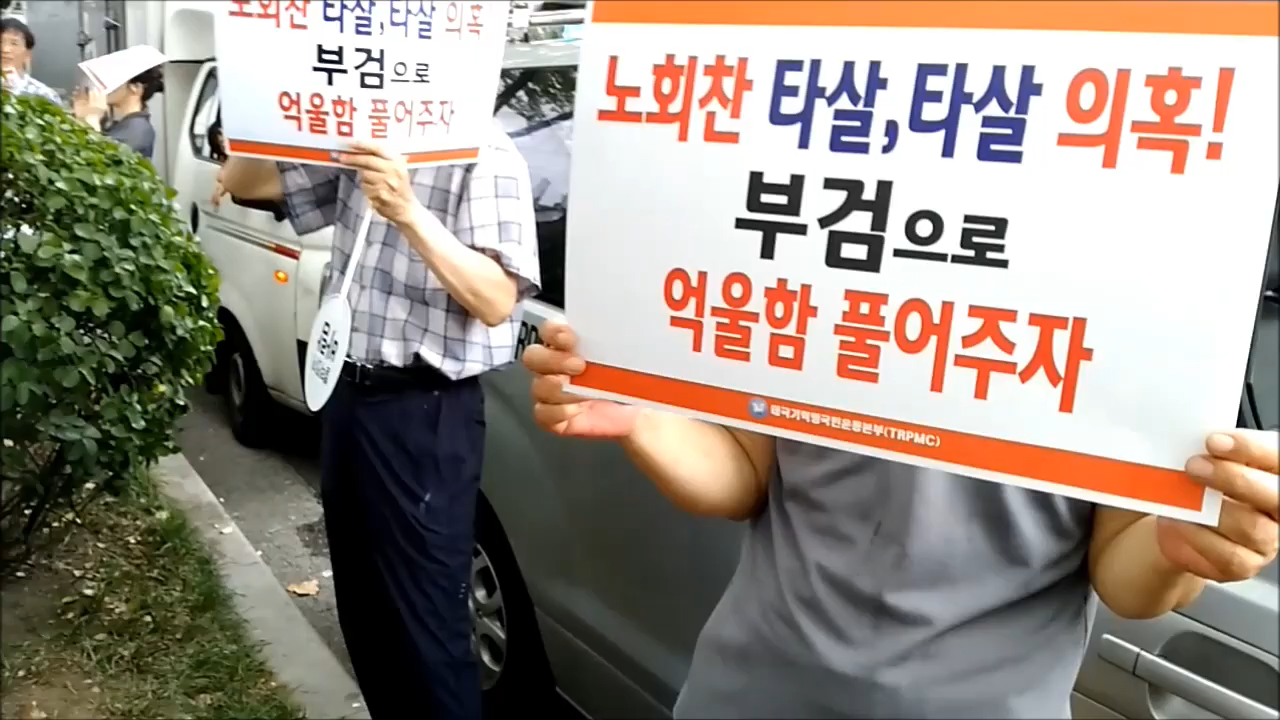 노회찬 타살,타살 의혹
부검으로
억울함 풀어주자
노회찬 타살,타살 의혹!
부검으로
억울함 풀어주자
태극기혁명국민운동본부(TRPMC)